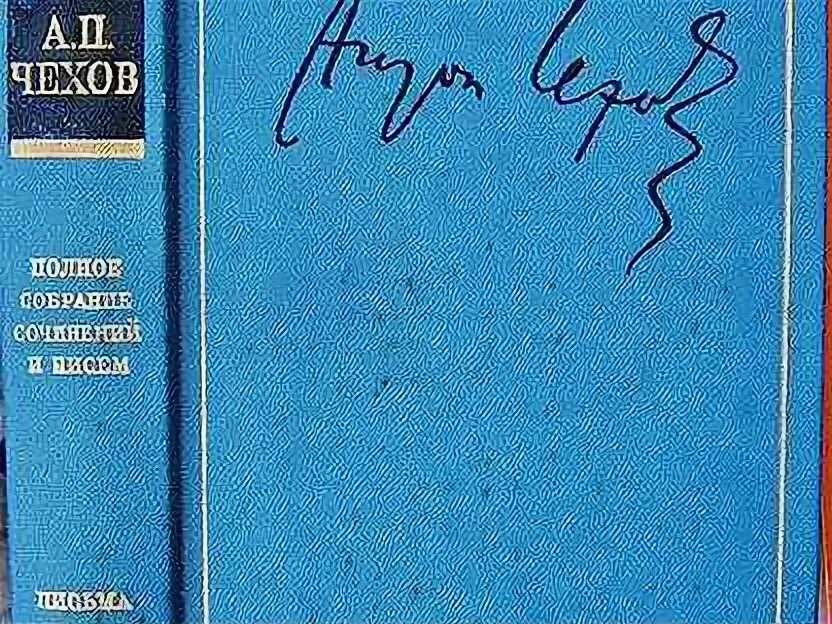 А.П.
ЧЕХОВ
ПОЛНОЕ
СОБРАНИЕ
СОЧИНЕНИЙ
И ПИСЕМ
ПИСЬМА
Антон Чехов